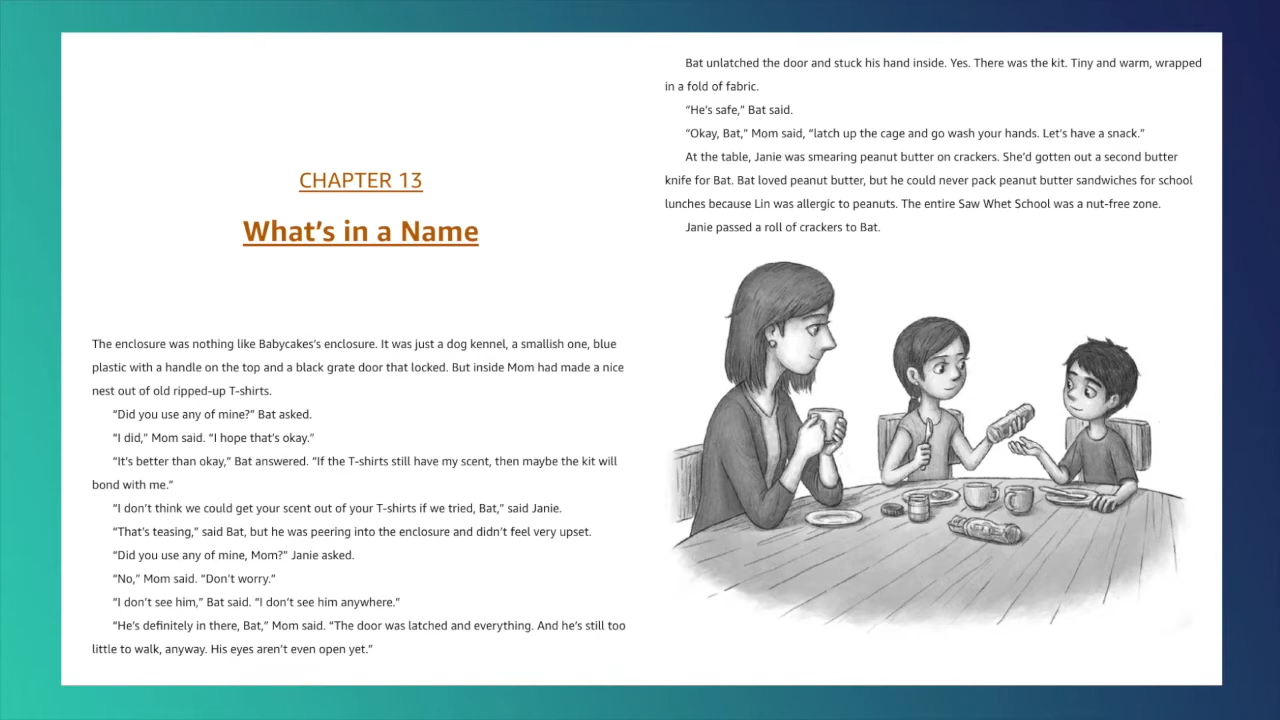 CHAPTER 13
What’s in a Name
The enclosure was nothing like Babycakes’s enclosure. It was just a dog kennel, a smallish one, blue
plastic with a handle on the top and a black grate door that locked. But inside Mom had made a nice
nest out of old ripped-up T-shirts.
“Did you use any of mine?” Bat asked.
“I did,” Mom said. “I hope that’s okay.”
“It’s better than okay,” Bat answered. “If the T-shirts still have my scent, then maybe the kit will
bond with me.”
“I don’t think we could get your scent out of your T-shirts if we tried, Bat,” said Janie.
“That’s teasing,” said Bat, but he was peering into the enclosure and didn’t feel very upset.
“Did you use any of mine, Mom?” Janie asked.
“No,” Mom said. “Don’t worry.”
“I don’t see him,” Bat said. “I don’t see him anywhere.”
“He’s definitely in there, Bat,” Mom said. “The door was latched and everything. And he’s still too
little to walk, anyway. His eyes aren’t even open yet.”
Bat unlatched the door and stuck his hand inside. Yes. There was the kit. Tiny and warm, wrapped
in a fold of fabric.
“He’s safe,” Bat said.
“Okay, Bat,” Mom said, “latch up the cage and go wash your hands. Let’s have a snack.”
At the table, Janie was smearing peanut butter on crackers. She’d gotten out a second butter
knife for Bat. Bat loved peanut butter, but he could never pack peanut butter sandwiches for school
lunches because Lin was allergic to peanuts. The entire Saw Whet School was a nut-free zone.
Janie passed a roll of crackers to Bat.